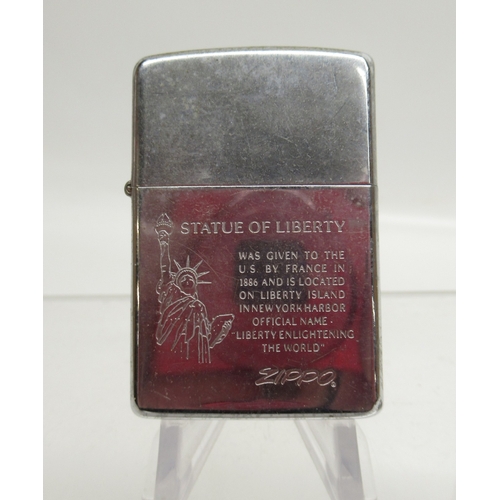 STATUE OF LIBERTY
WAS GIVEN TO THE
U.S. BY FRANCE IN
1886 AND IS LOCATED
ON LIBERTY ISLAND
IN NEW YORK HARBOR
OFFICIAL NAME -
"LIBERTY ENLIGHTENING
THE WORLD"
ZIPPO